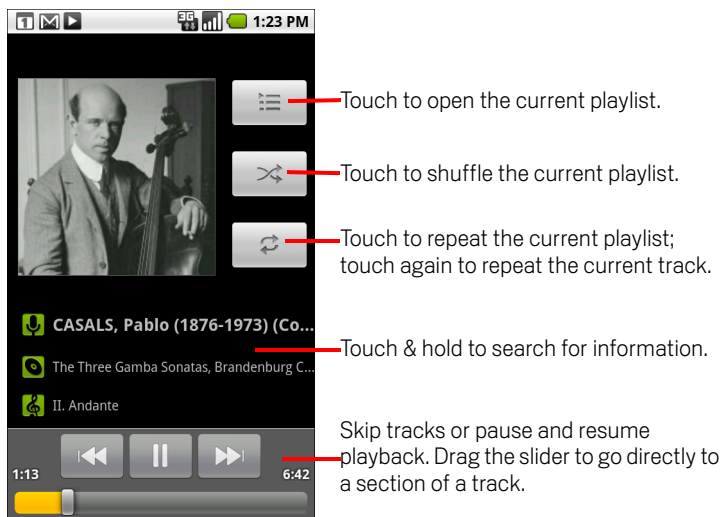 1
3G
1:23 PM
Touch to open the current playlist.
Touch to shuffle the current playlist.
Touch to repeat the current playlist;
touch again to repeat the current track.
CASALS, Pablo (1876-1973) (Co...
The Three Gamba Sonatas, Brandenburg C...
II. Andante
Touch & hold to search for information.
1:13
6:42
Skip tracks or pause and resume
playback. Drag the slider to go directly to
a section of a track.